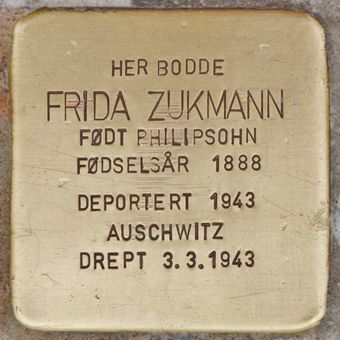 HER BODDE
FRIDA ZUKMANN
FØDT PHILIPSOHN
FØDSELSÅR 1888
DEPORTERT 1943
AUSCHWITZ
DREPT 3.3.1943